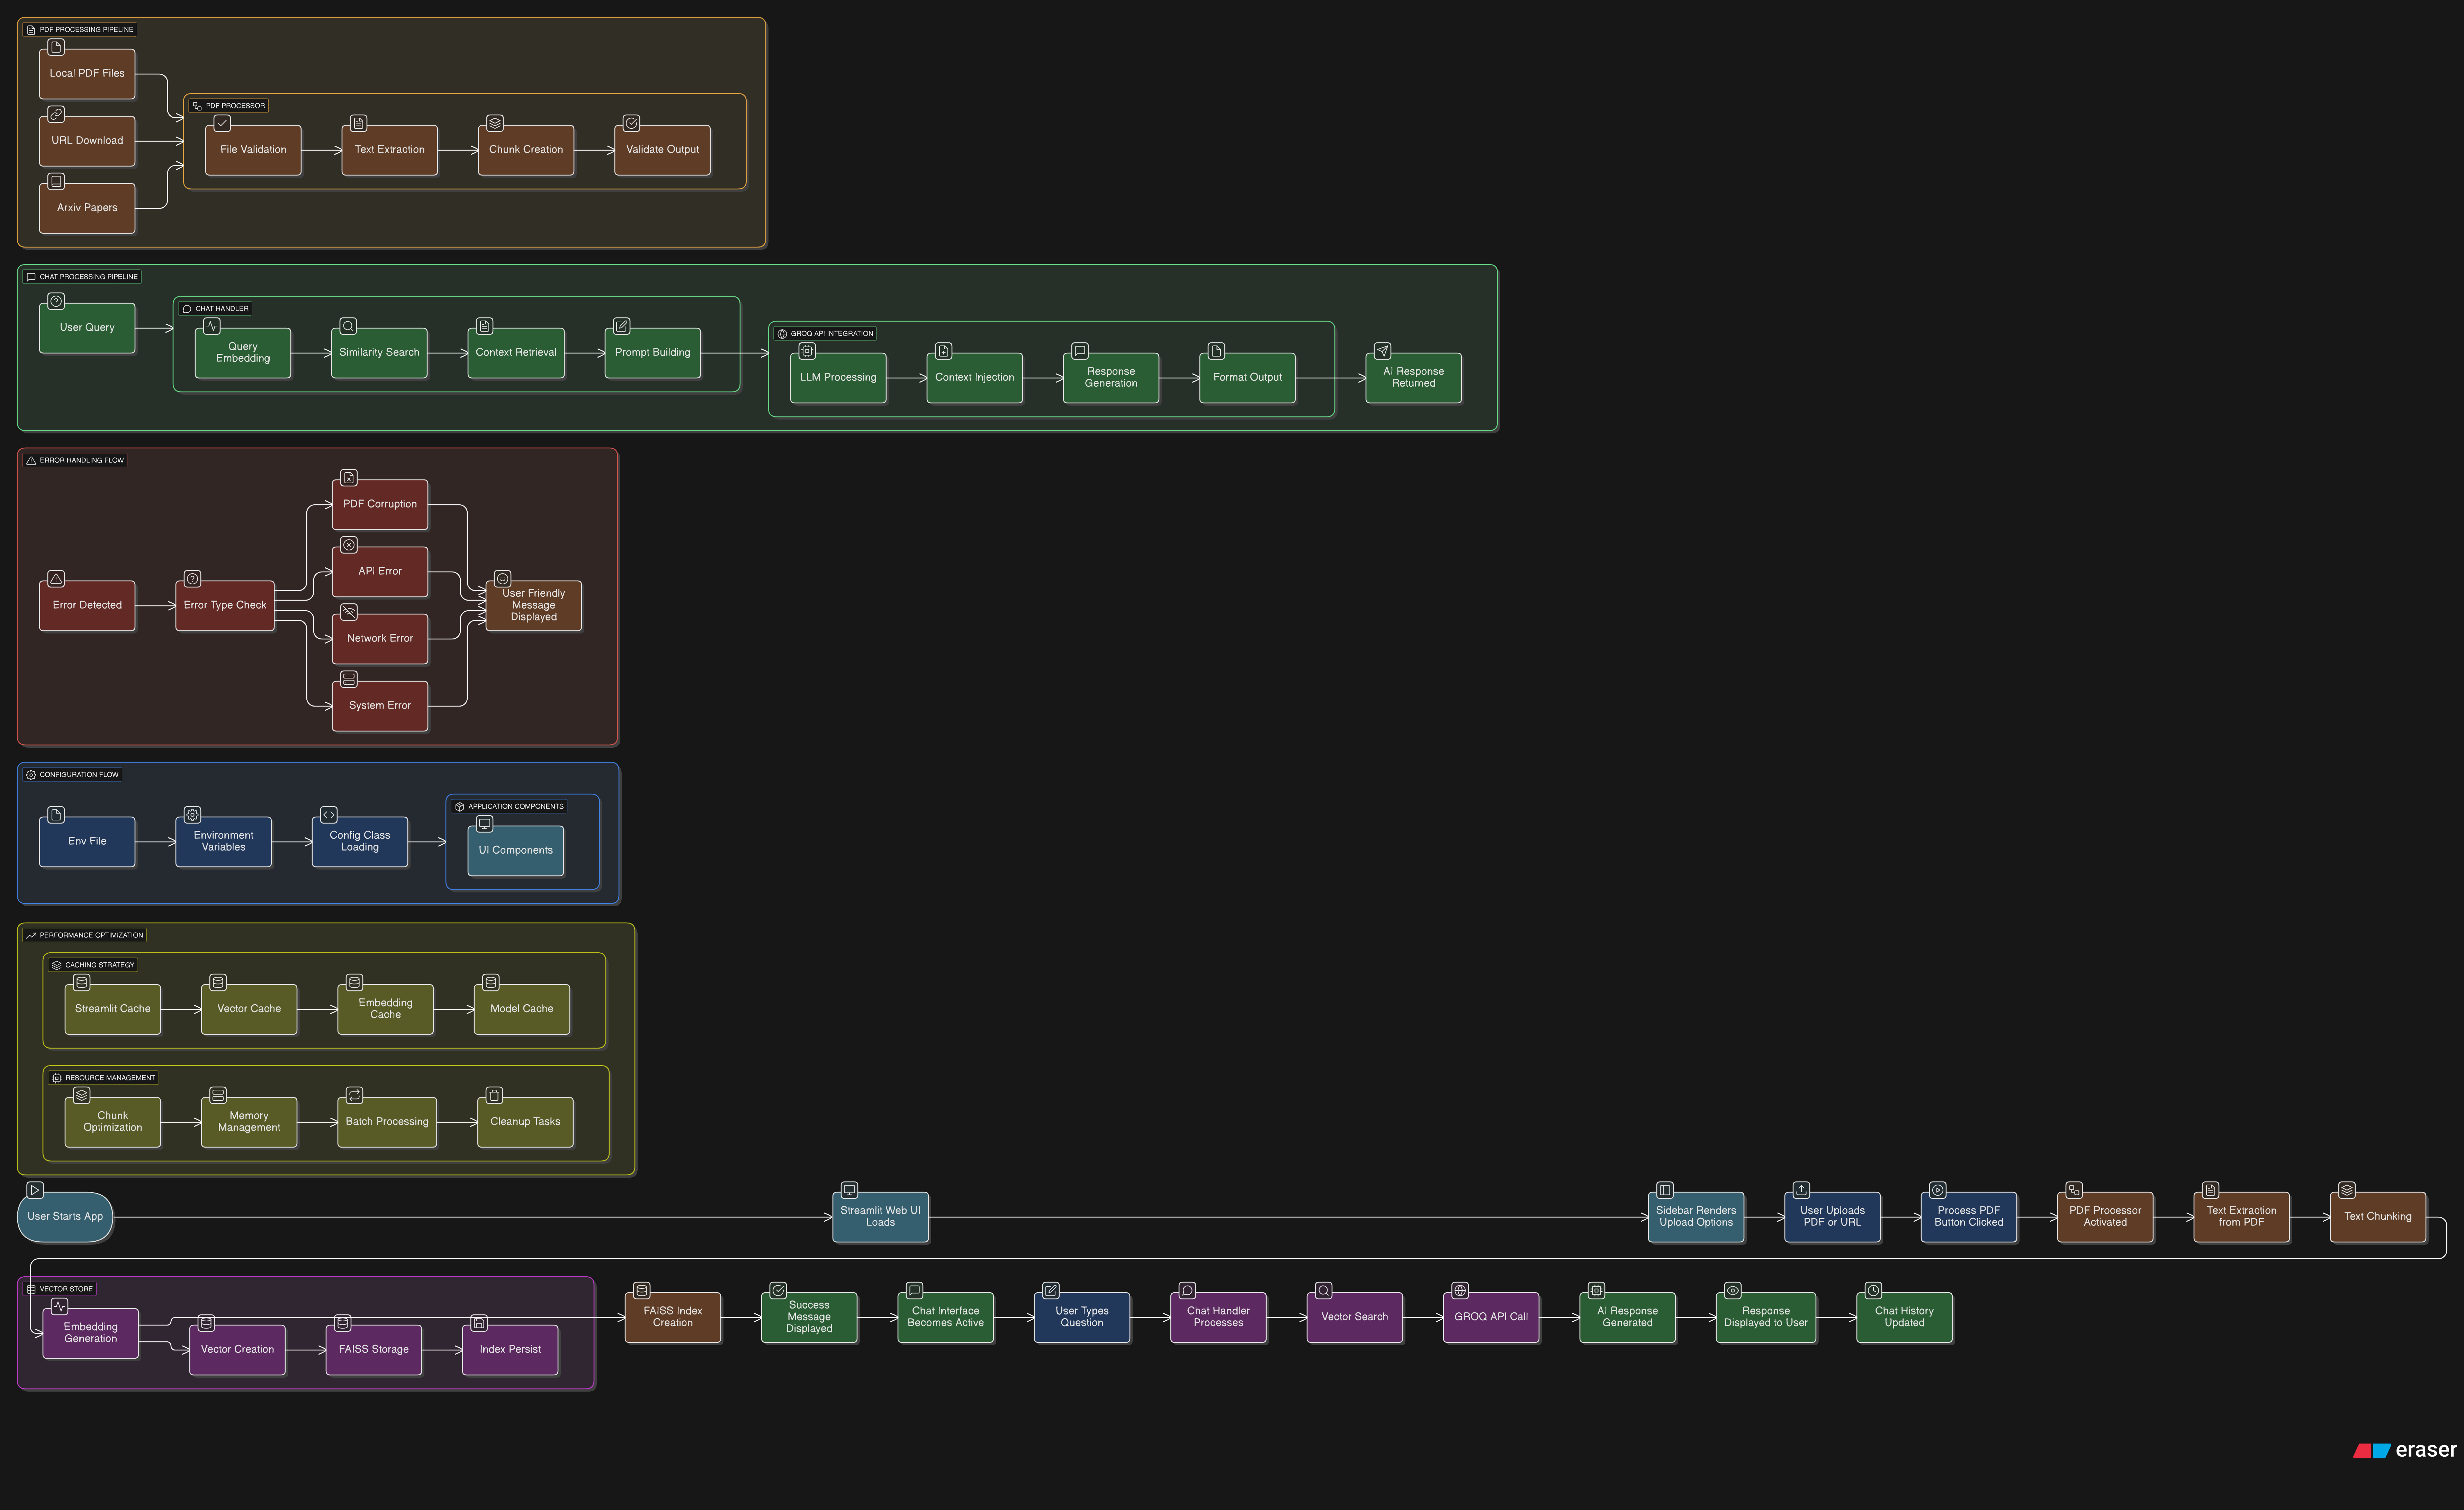 PDF PROCESSING PIPELINE
Local PDF Files
URL Download
Arxiv Papers
PDF PROCESSOR
File Validation
Text Extraction
Chunk Creation
Validate Output
CHAT PROCESSING PIPELINE
User Query
CHAT HANDLER
Query
Embedding
Similarity Search
Context Retrieval
Prompt Building
GROQ API INTEGRATION
LLM Processing
Context Injection
Response
Generation
Format Output
AI Response
Returned
ERROR HANDLING FLOW
Error Detected
Error Type Check
PDF Corruption
API Error
Network Error
System Error
User Friendly
Message
Displayed
CONFIGURATION FLOW
Env File
Environment
Variables
Config Class
Loading
APPLICATION COMPONENTS
UI Components
PERFORMANCE OPTIMIZATION
CACHING STRATEGY
Streamlit Cache
Vector Cache
Embedding
Cache
Model Cache
RESOURCE MANAGEMENT
Chunk
Optimization
Memory
Management
Batch Processing
Cleanup Tasks
User Starts App
Streamlit Web UI
Loads
Sidebar Renders
Upload Options
User Uploads
PDF or URL
Process PDF
Button Clicked
PDF Processor
Activated
Text Extraction
from PDF
Text Chunking
VECTOR STORE
Embedding
Generation
Vector Creation
FAISS Storage
Index Persist
FAISS Index
Creation
Success
Message
Displayed
Chat Interface
Becomes Active
User Types
Question
Chat Handler
Processes
Vector Search
GROQ API Call
AI Response
Generated
Response
Displayed to User
Chat History
Updated
eraser